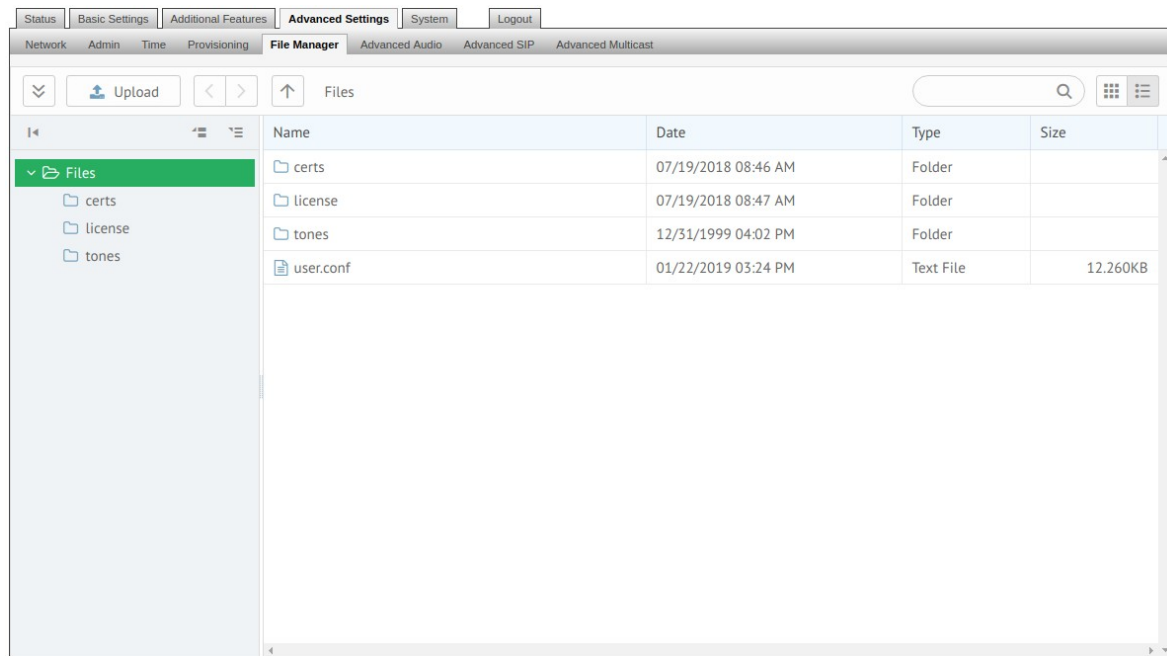 Status Basic Settings Additional Features Advanced Settings System Logout
Network Admin Time Provisioning File Manager Advanced Audio Advanced SIP Advanced Multicast
Upload Files
Name Date Type Size
Files
certs
license
tones
certs 07/19/2018 08:46 AM Folder
license 07/19/2018 08:47 AM Folder
tones 12/31/1999 04:02 PM Folder
user.conf 01/22/2019 03:24 PM Text File 12.260KB